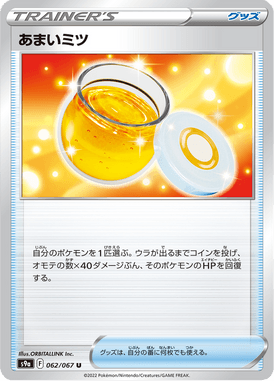 TRAINER'S
グッズ
あまいミツ
自分のポケモンを1匹選ぶ。ウラが出るまでコインを投げ、
オモテの数×40ダメージぶん、そのポケモンのHPを回復
する。
Illus.ORBITALLINK Inc.
s9a F 062/067 U
グッズは、自分の番に何枚でも使える。
©2022 Pokémon/Nintendo/Creatures/GAME FREAK.